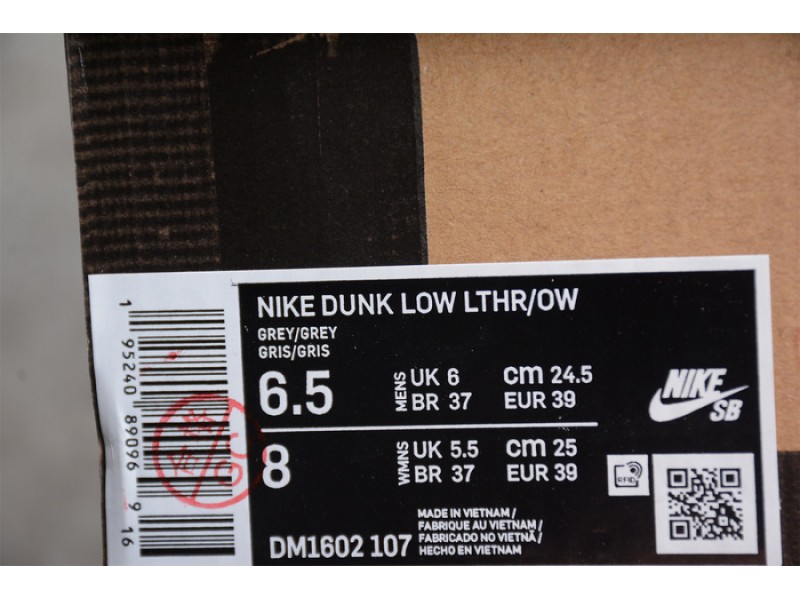 NIKE DUNK LOW LTHR/OW
GREY/GREY
GRIS/GRIS
6.5
MENS
UK 6
BR 37
cm 24.5
EUR 39
8
WMNS
UK 5.5
BR 37
cm 25
EUR 39
NIKE
SB
RFID
DM1602 107
MADE IN VIETNAM /
FABRIQUE AU VIETNAM /
FABRICADO NO VIETNÃ /
HECHO EN VIETNAM
1 95240 89096 9 16